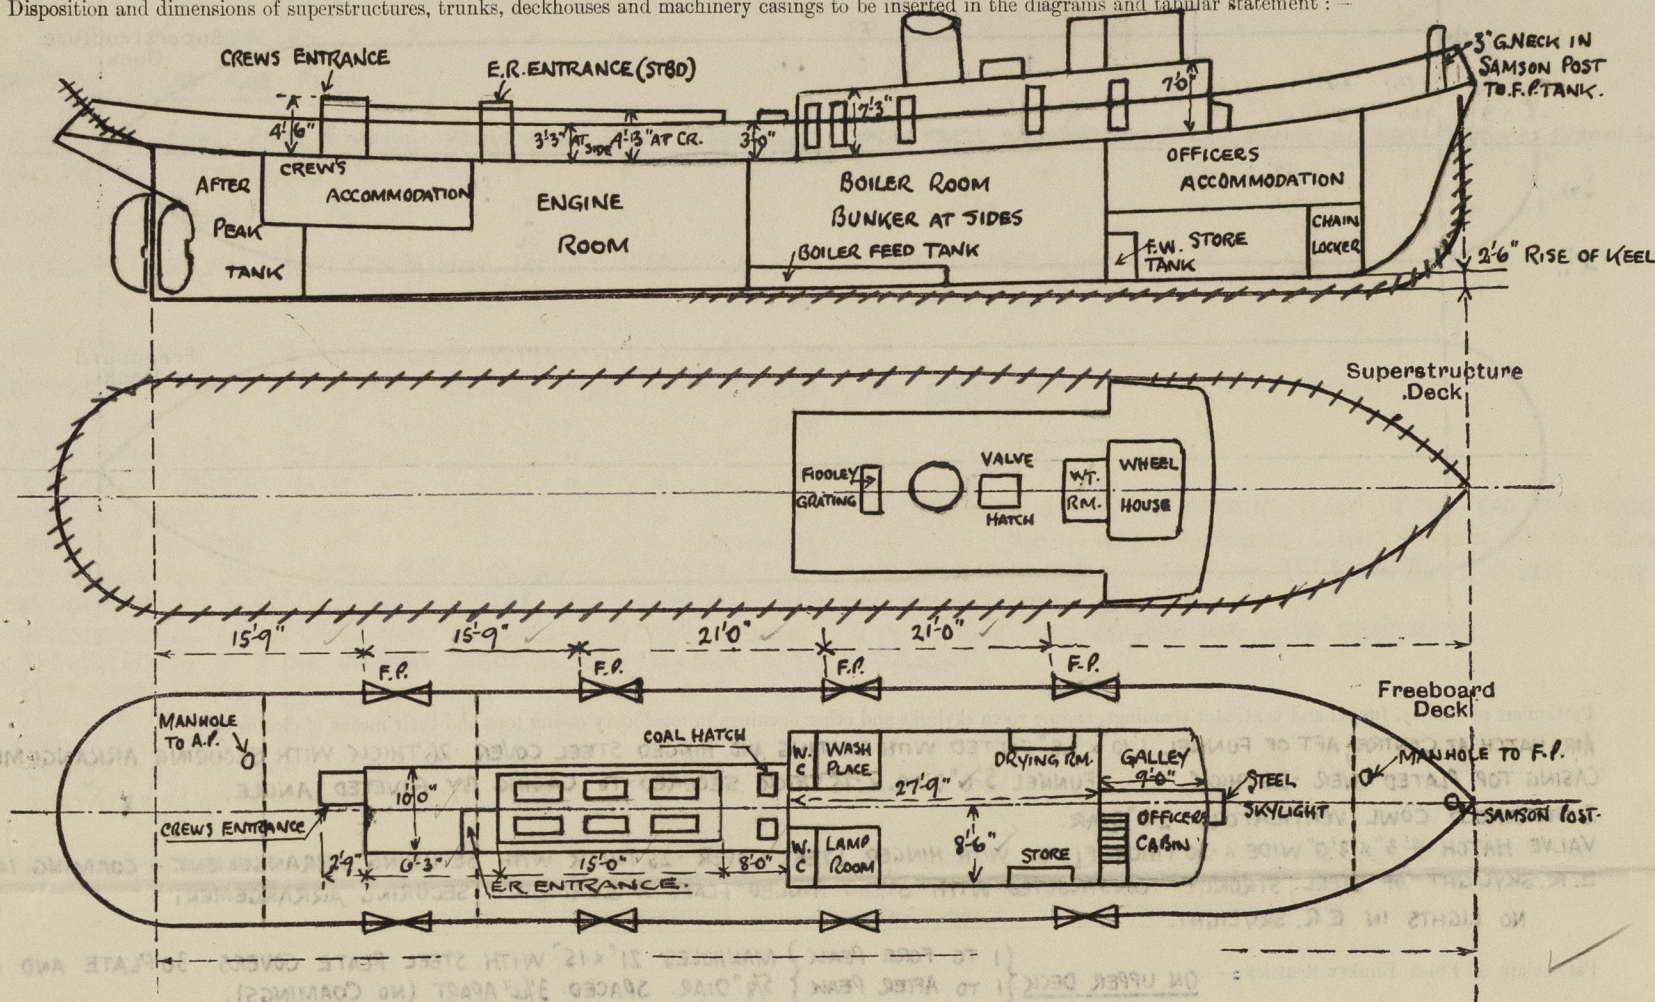 Disposition and dimensions of superstructures, trunks, deckhouses and machinery casings to be inserted in the diagrams and tabular statement :—
CREWS ENTRANCE
E.R. ENTRANCE (STBD)
3" G. NECK IN
SAMSON POST
TO F.P. TANK.
4'-6"
3'3" AT SIDE
AT CR.
3'-0"
7'-3"
7'0"
AFTER
PEAK
TANK
CREW'S
ACCOMMODATION
ENGINE
ROOM
BOILER ROOM
BUNKER AT SIDES
BOILER FEED TANK
OFFICERS
ACCOMMODATION
F.W.
TANK
STORE
CHAIN
LOCKER
2'-6" RISE OF KEEL
Superstructure
Deck
FIDDLEY
GRATING
VALVE
HATCH
WT.
RM.
WHEEL
HOUSE
15'-9"
15'-9"
21'0"
21'-0"
F.P.
F.P.
F.P.
F.P.
Freeboard
Deck
MANHOLE
TO A.P.
COAL HATCH
W.C
WASH
PLACE
DRYING RM.
GALLEY
9'-0"
MANHOLE TO F.P.
10'0"
27'-9"
STEEL
SKYLIGHT
SAMSON POST.
CREWS ENTRANCE
OFFICERS
CABIN
2'-9"
6'-3"
15'-0"
8'-0"
W.C
LAMP
ROOM
8'-6"
STORE
E.R. ENTRANCE.